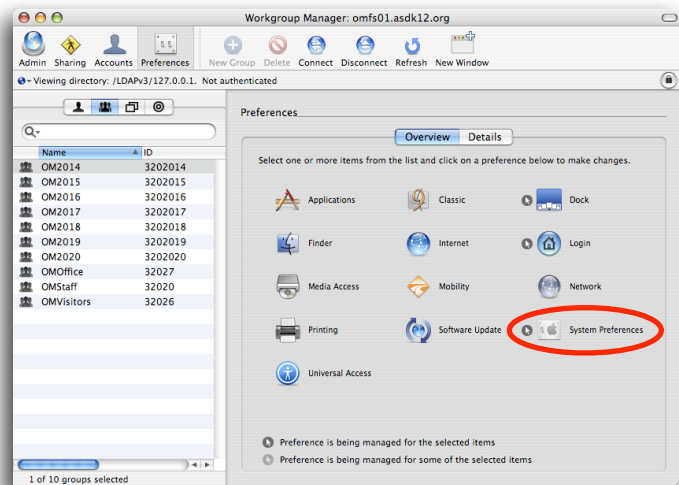 Workgroup Manager: omfs01.asdk12.org
Admin Sharing Accounts Preferences New Group Delete Connect Disconnect Refresh New Window
Viewing directory: /LDAPv3/127.0.0.1. Not authenticated
Preferences
Overview Details
Select one or more items from the list and click on a preference below to make changes.
Name ID
OM2014 3202014
OM2015 3202015
OM2016 3202016
OM2017 3202017
OM2018 3202018
OM2019 3202019
OM2020 3202020
OMOffice 32027
OMStaff 32020
OMVisitors 32026
Applications Classic Dock
Finder Internet Login
Media Access Mobility Network
Printing Software Update System Preferences
Universal Access
Preference is being managed for the selected items
Preference is being managed for some of the selected items
1 of 10 groups selected